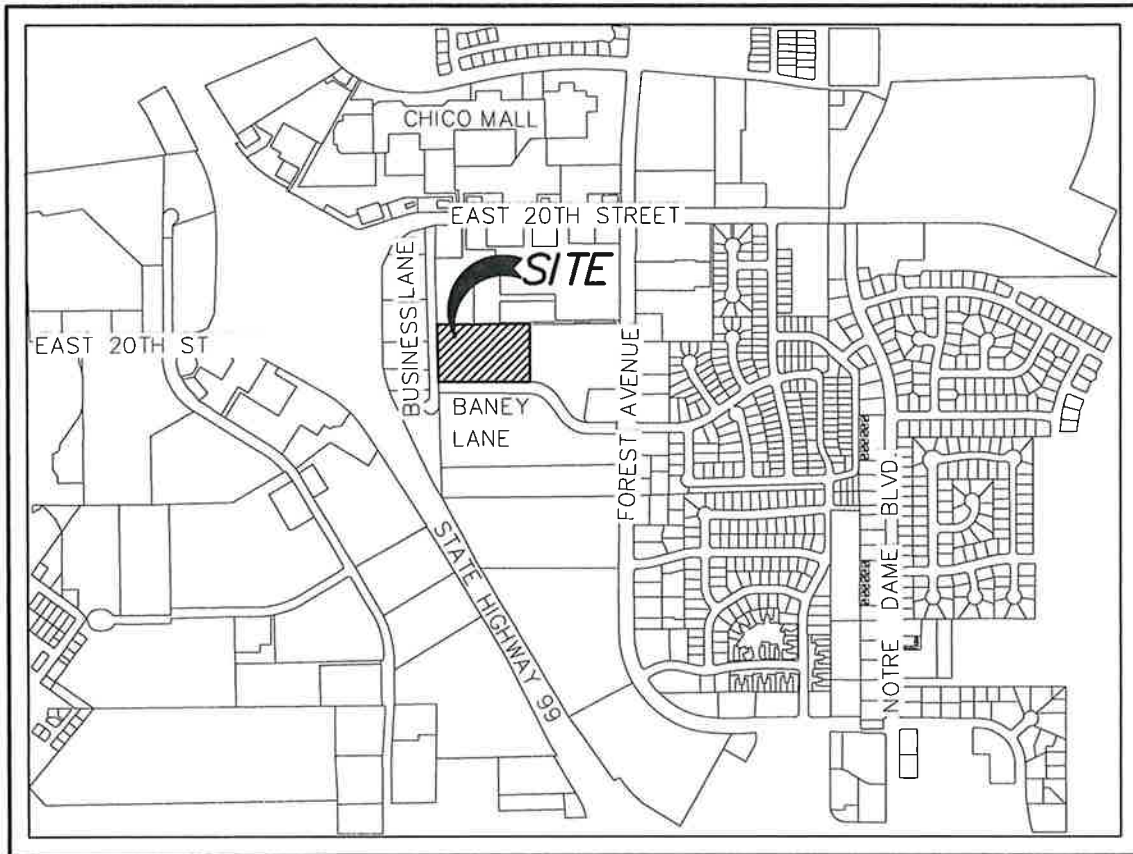 CHICO MALL
EAST 20TH STREET
BUSINESS LANE
SITE
EAST 20TH ST
BANEY
LANE
FOREST AVENUE
STATE HIGHWAY 99
NOTRE DAME BLVD.